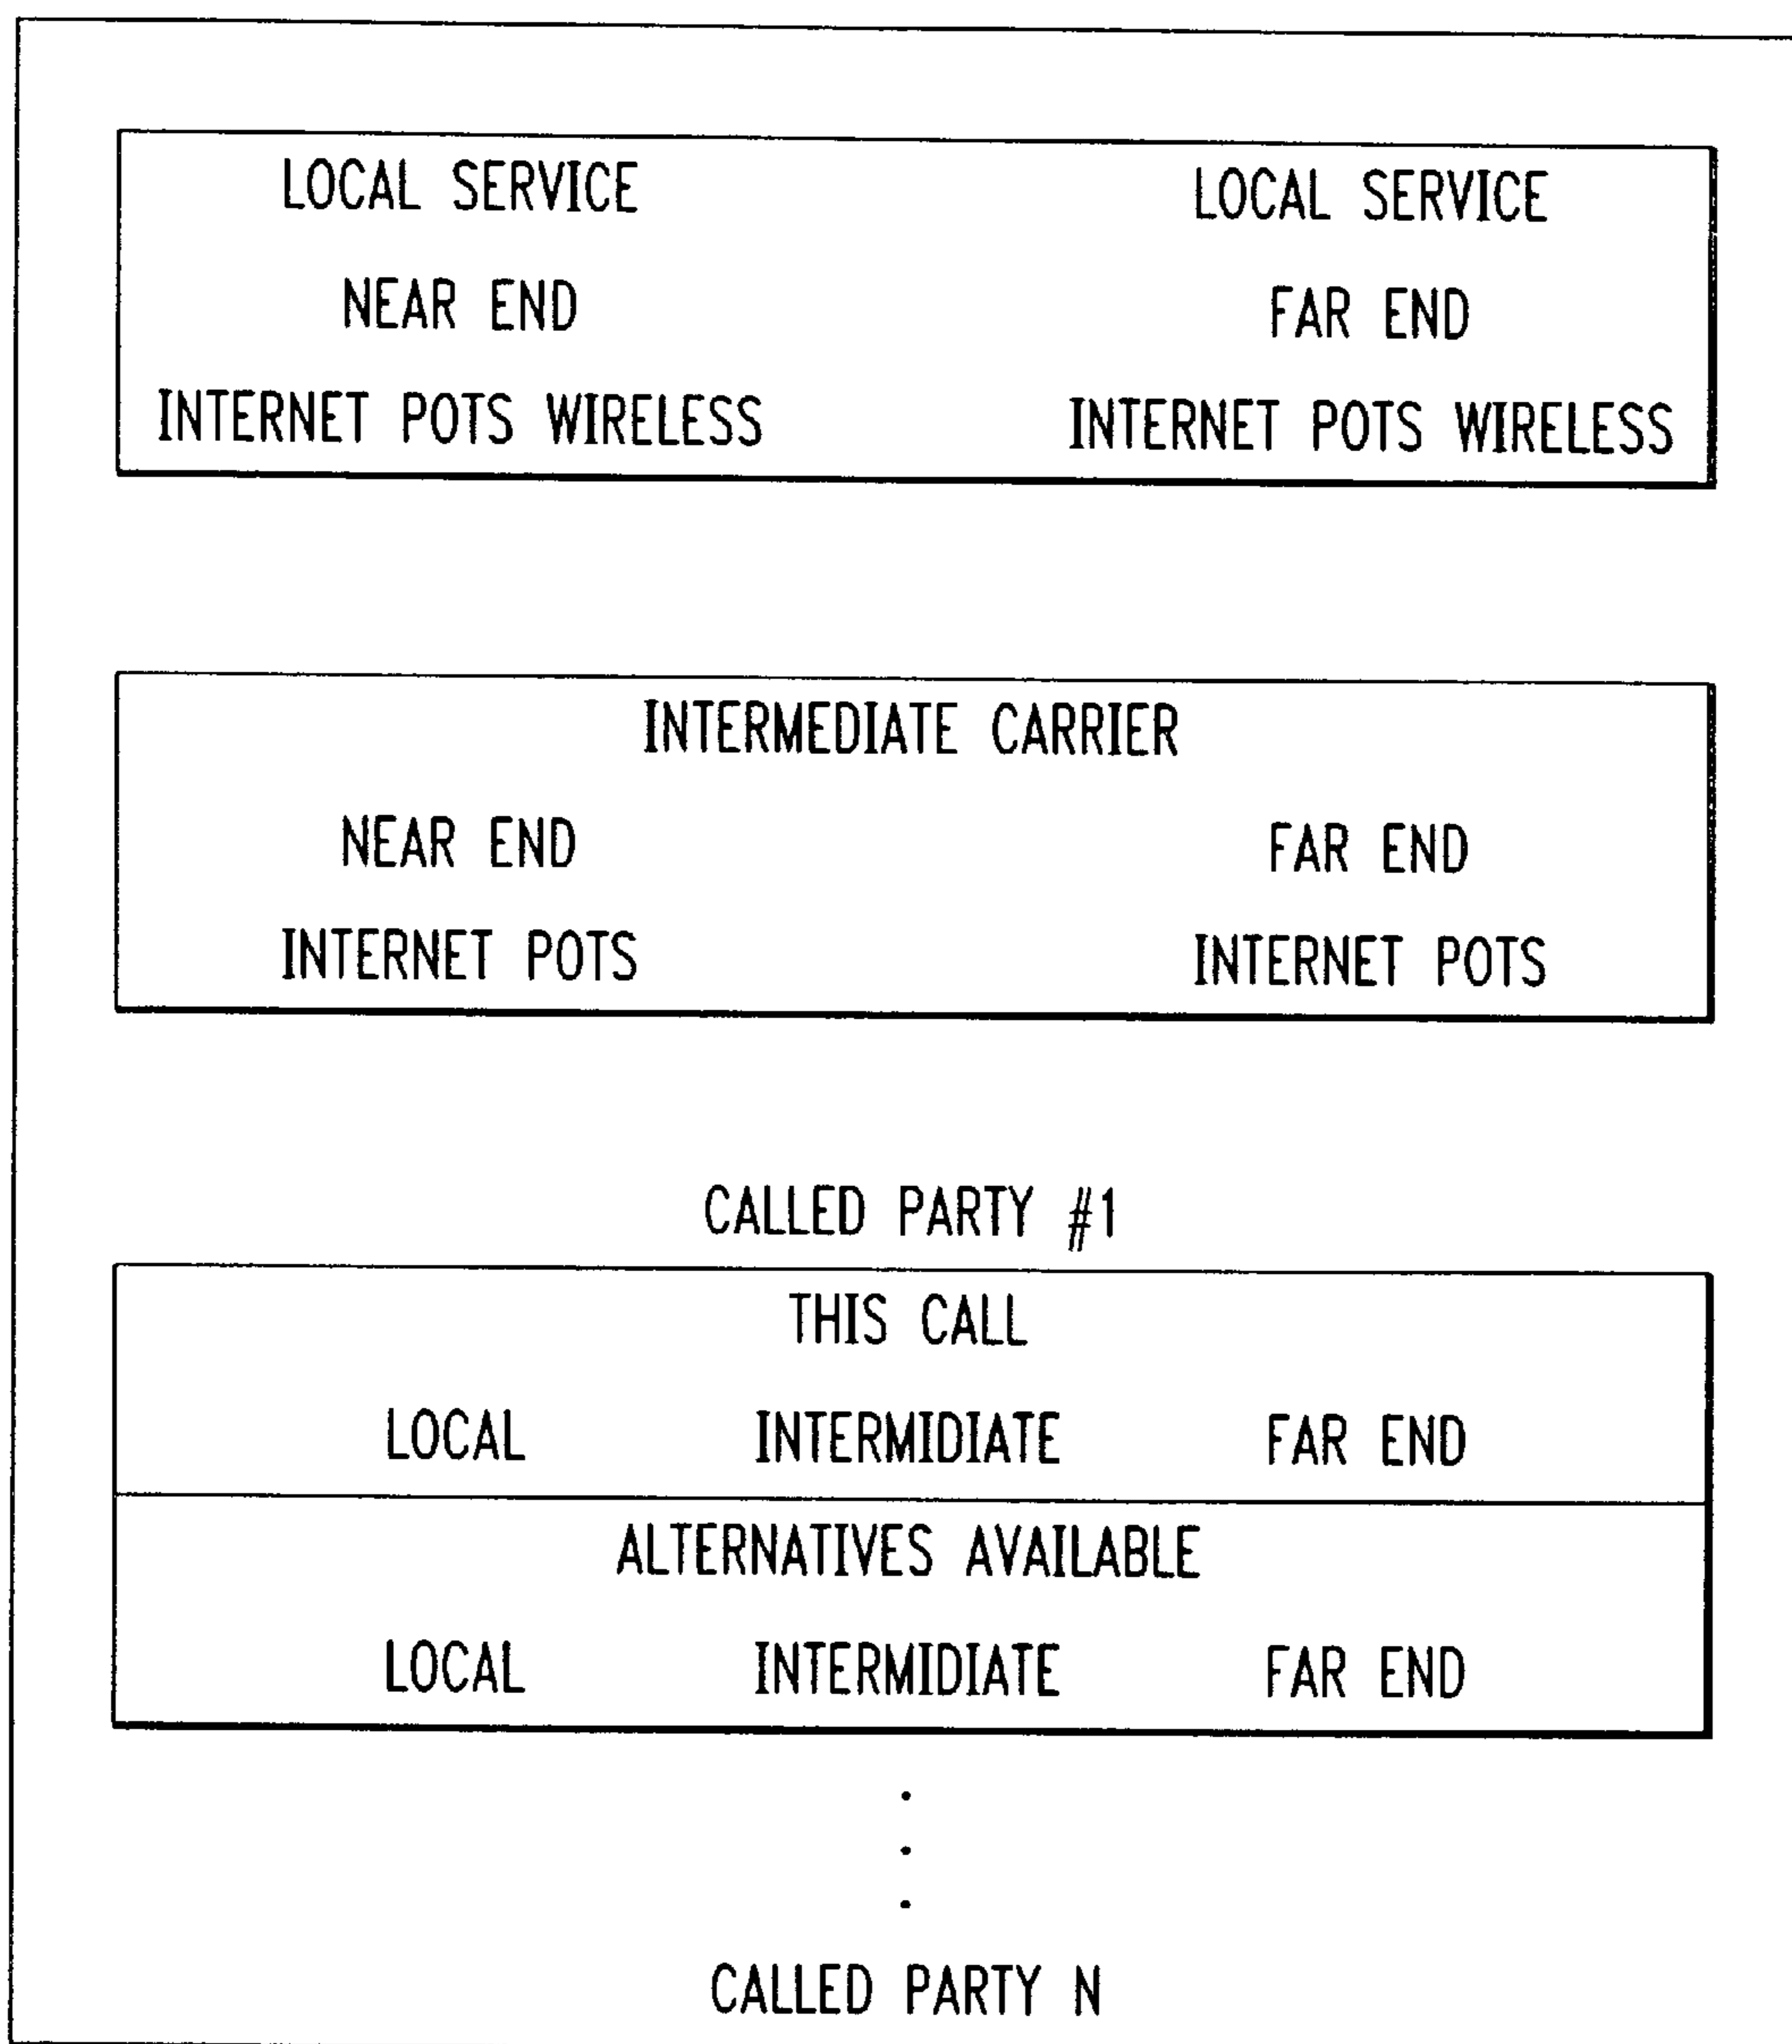 LOCAL SERVICE LOCAL SERVICE
NEAR END FAR END
INTERNET POTS WIRELESS INTERNET POTS WIRELESS
INTERMEDIATE CARRIER
NEAR END FAR END
INTERNET POTS INTERNET POTS
CALLED PARTY #1
THIS CALL
LOCAL INTERMIDIATE FAR END
ALTERNATIVES AVAILABLE
LOCAL INTERMIDIATE FAR END
CALLED PARTY N